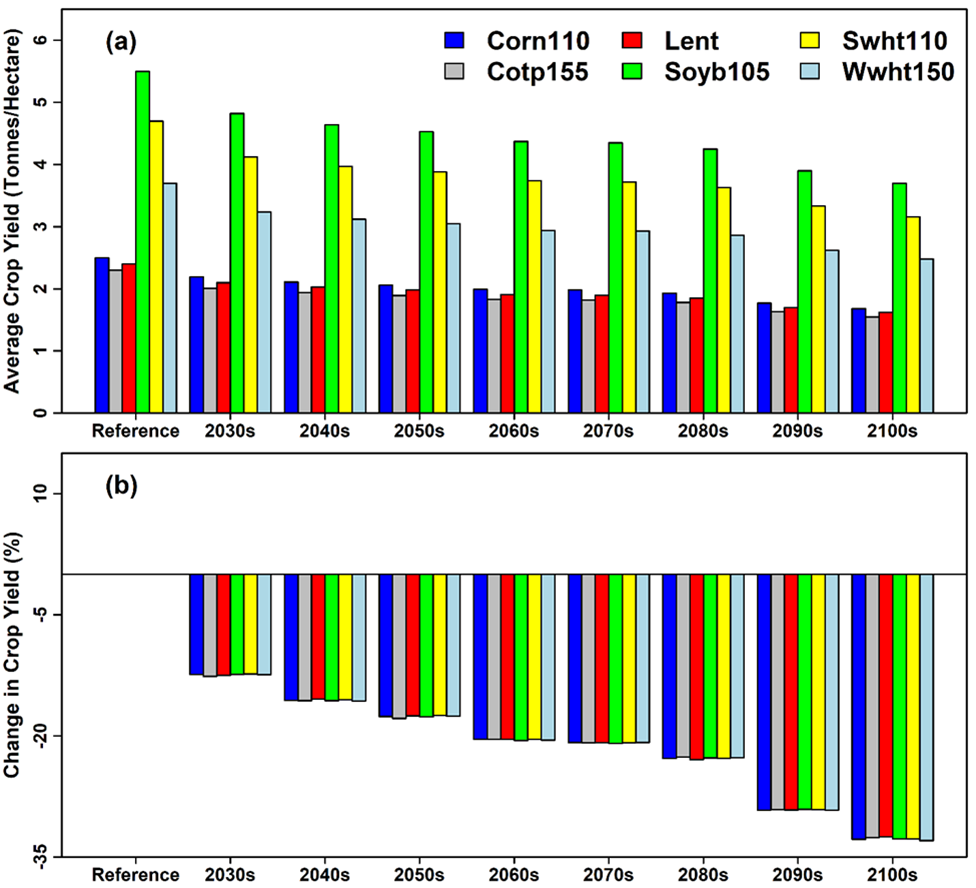 (a)
Corn110 Lent Swht110
Cotp155 Soyb105 Wwht150
Average Crop Yield (Tonnes/Hectare)
6
5
4
3
2
1
0
Reference 2030s 2040s 2050s 2060s 2070s 2080s 2090s 2100s
(b)
Change in Crop Yield (%)
10
-5
-20
-35
Reference 2030s 2040s 2050s 2060s 2070s 2080s 2090s 2100s